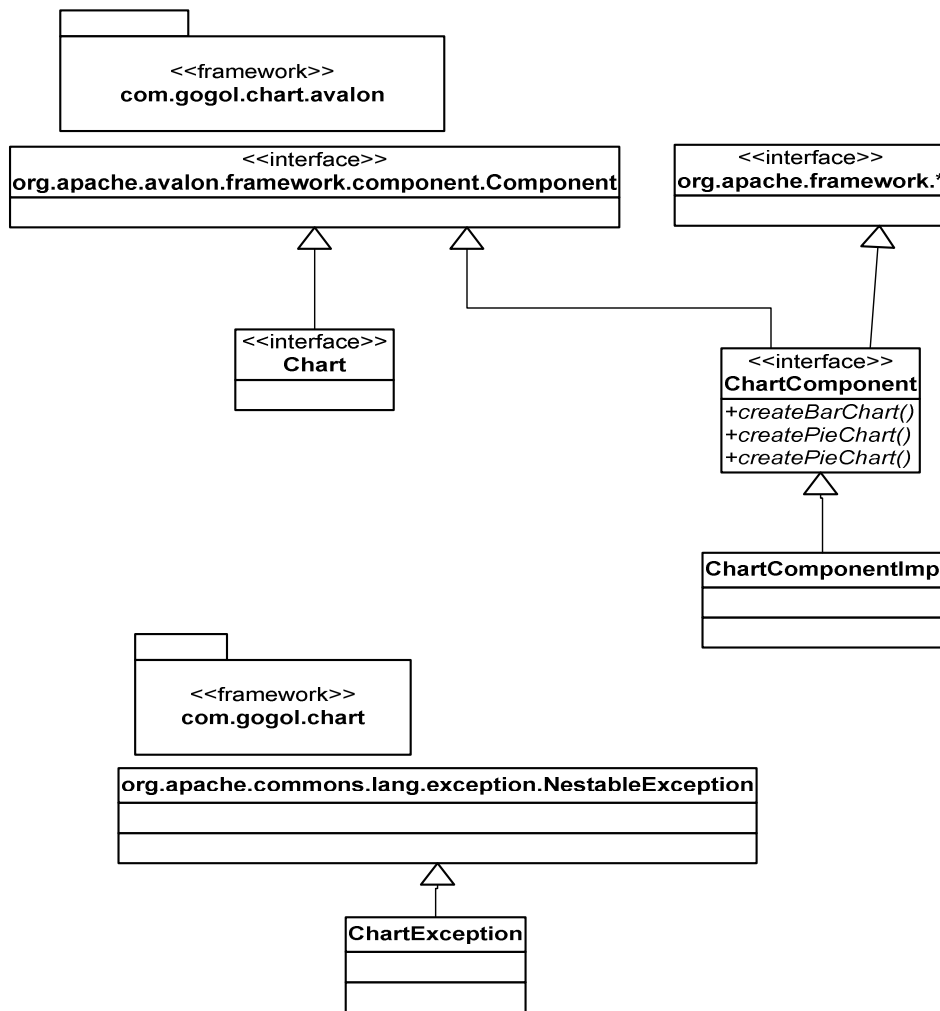 <<framework>>
com.gogol.chart.avalon
<<interface>>
org.apache.avalon.framework.component.Component
<<interface>>
org.apache.framework.*
<<interface>>
Chart
<<interface>>
ChartComponent
+createBarChart()
+createPieChart()
+createPieChart()
ChartComponentImp
<<framework>>
com.gogol.chart
org.apache.commons.lang.exception.NestableException
ChartException